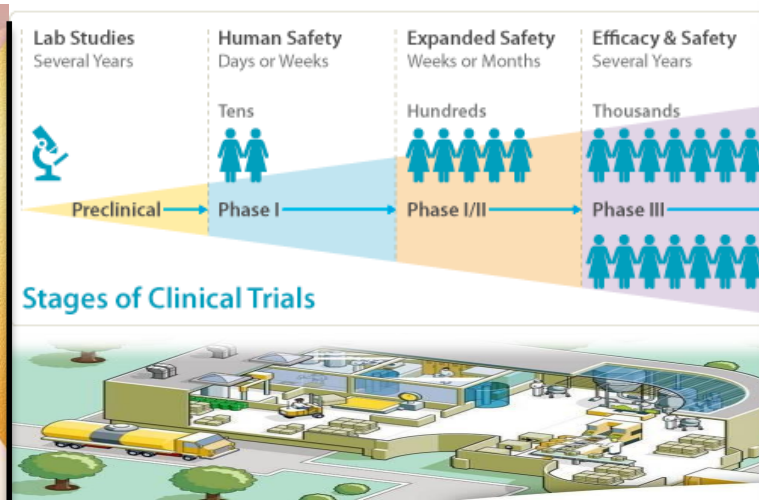 Lab Studies
Several Years
Human Safety
Days or Weeks
Expanded Safety
Weeks or Months
Efficacy & Safety
Several Years
Tens
Hundreds
Thousands
Preclinical
Phase I
Phase I/II
Phase III
Stages of Clinical Trials